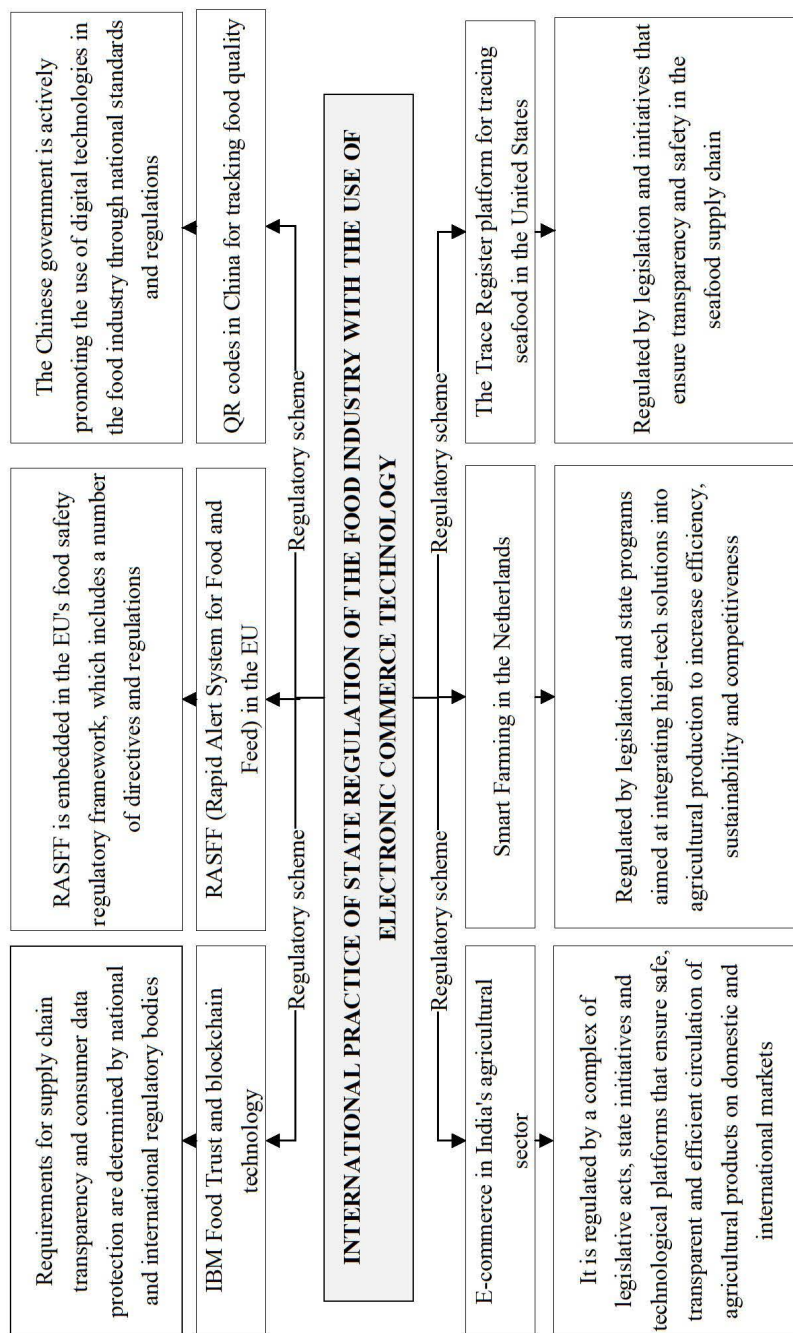 Requirements for supply chain
transparency and consumer data
protection are determined by national
and international regulatory bodies
RASFF is embedded in the EU's food safety
regulatory framework, which includes a number
of directives and regulations
The Chinese government is actively
promoting the use of digital technologies in
the food industry through national standards
and regulations
IBM Food Trust and blockchain
technology
RASFF (Rapid Alert System for Food and
Feed) in the EU
QR codes in China for tracking food quality
Regulatory scheme
Regulatory scheme
INTERNATIONAL PRACTICE OF STATE REGULATION OF THE FOOD INDUSTRY WITH THE USE OF
ELECTRONIC COMMERCE TECHNOLOGY
Regulatory scheme
Regulatory scheme
E-commerce in India's agricultural
sector
Smart Farming in the Netherlands
The Trace Register platform for tracing
seafood in the United States
It is regulated by a complex of
legislative acts, state initiatives and
technological platforms that ensure safe,
transparent and efficient circulation of
agricultural products on domestic and
international markets
Regulated by legislation and state programs
aimed at integrating high-tech solutions into
agricultural production to increase efficiency,
sustainability and competitiveness
Regulated by legislation and initiatives that
ensure transparency and safety in the
seafood supply chain